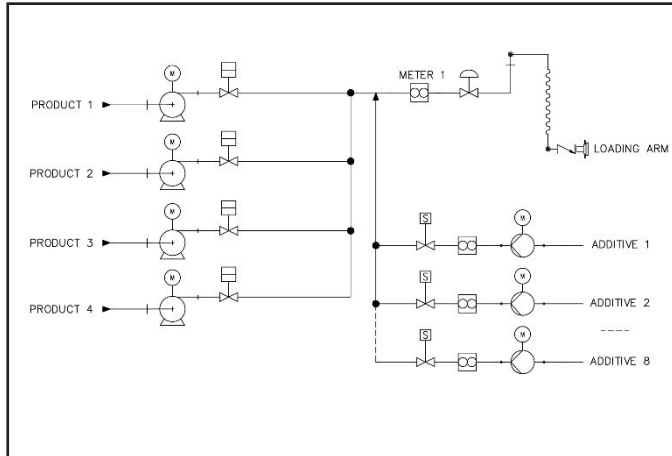 METER 1
PRODUCT 1
LOADING ARM
PRODUCT 2
PRODUCT 3
PRODUCT 4
ADDITIVE 1
ADDITIVE 2
ADDITIVE 8
M
M
M
M
S
M
S
M
S
M